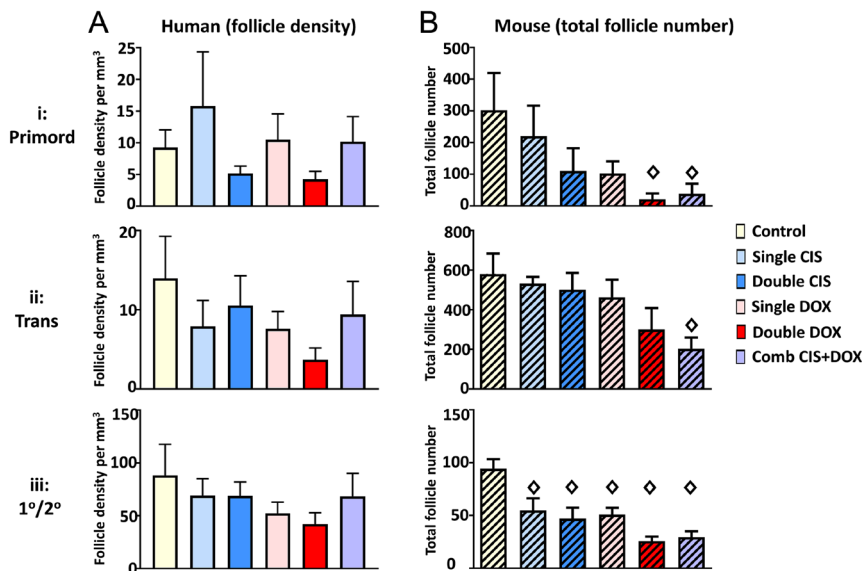 A
Human (follicle density)
B
Mouse (total follicle number)
i:
Primord
Follicle density per mm³
25
20
15
10
5
0
Total follicle number
500
400
300
200
100
0
ii:
Trans
Follicle density per mm³
20
10
0
Total follicle number
800
600
400
200
0
Control
Single CIS
Double CIS
Single DOX
Double DOX
Comb CIS+DOX
iii:
1º/2º
Follicle density per mm³
150
100
50
0
Total follicle number
150
100
50
0